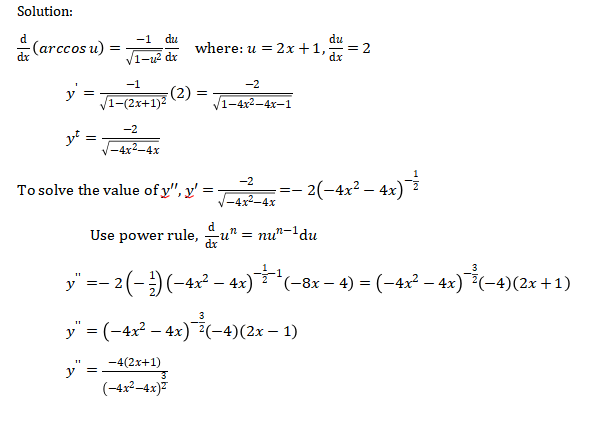 Solution:
d/dx (arccos u) = -1/√(1-u²) du/dx where: u = 2x + 1, du/dx = 2
y' = -1/√(1-(2x+1)²) (2) = -2/√(1-4x²-4x-1)
yᵗ = -2/√(-4x²-4x)
To solve the value of y'', y' = -2/√(-4x²-4x) =− 2(−4x² − 4x)^(-1/2)
Use power rule, d/dx uⁿ = nuⁿ⁻¹du
y" =− 2(−1/2)(−4x² − 4x)^(-1/2-1)(−8x − 4) = (−4x² − 4x)^(-3/2)(−4)(2x + 1)
y" = (−4x² − 4x)^(-3/2)(−4)(2x − 1)
y" = -4(2x+1)/(-4x²-4x)^(3/2)